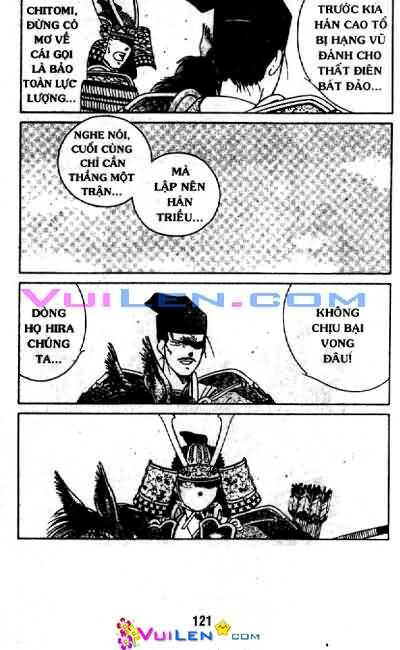 CHITOMI,
ĐỪNG CÓ
MƠ VỀ
CÁI GỌI
LÀ BẢO
TOÀN LỰC
LƯỢNG...
TRƯỚC KIA
HÁN CAO TỔ
BỊ HẠNG VŨ
ĐÁNH CHO
THẤT ĐIÊN
BÁT ĐẢO...
NGHE NÓI,
CUỐI CÙNG
CHỈ CẦN
THẮNG MỘT
TRẬN...
MÀ
LẬP NÊN
HÁN
TRIỀU...
VuiLen.com
DÒNG
HỌ HIRA
CHÚNG
TA...
KHÔNG
CHỊU BẠI
VONG
ĐÂUÍ
121
VuiLen.com